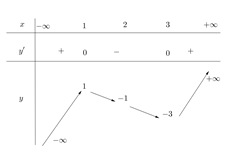 x −∞ 1 2 3 +∞
y′ + 0 − 0 +
1
+∞
y −1
−3
−∞